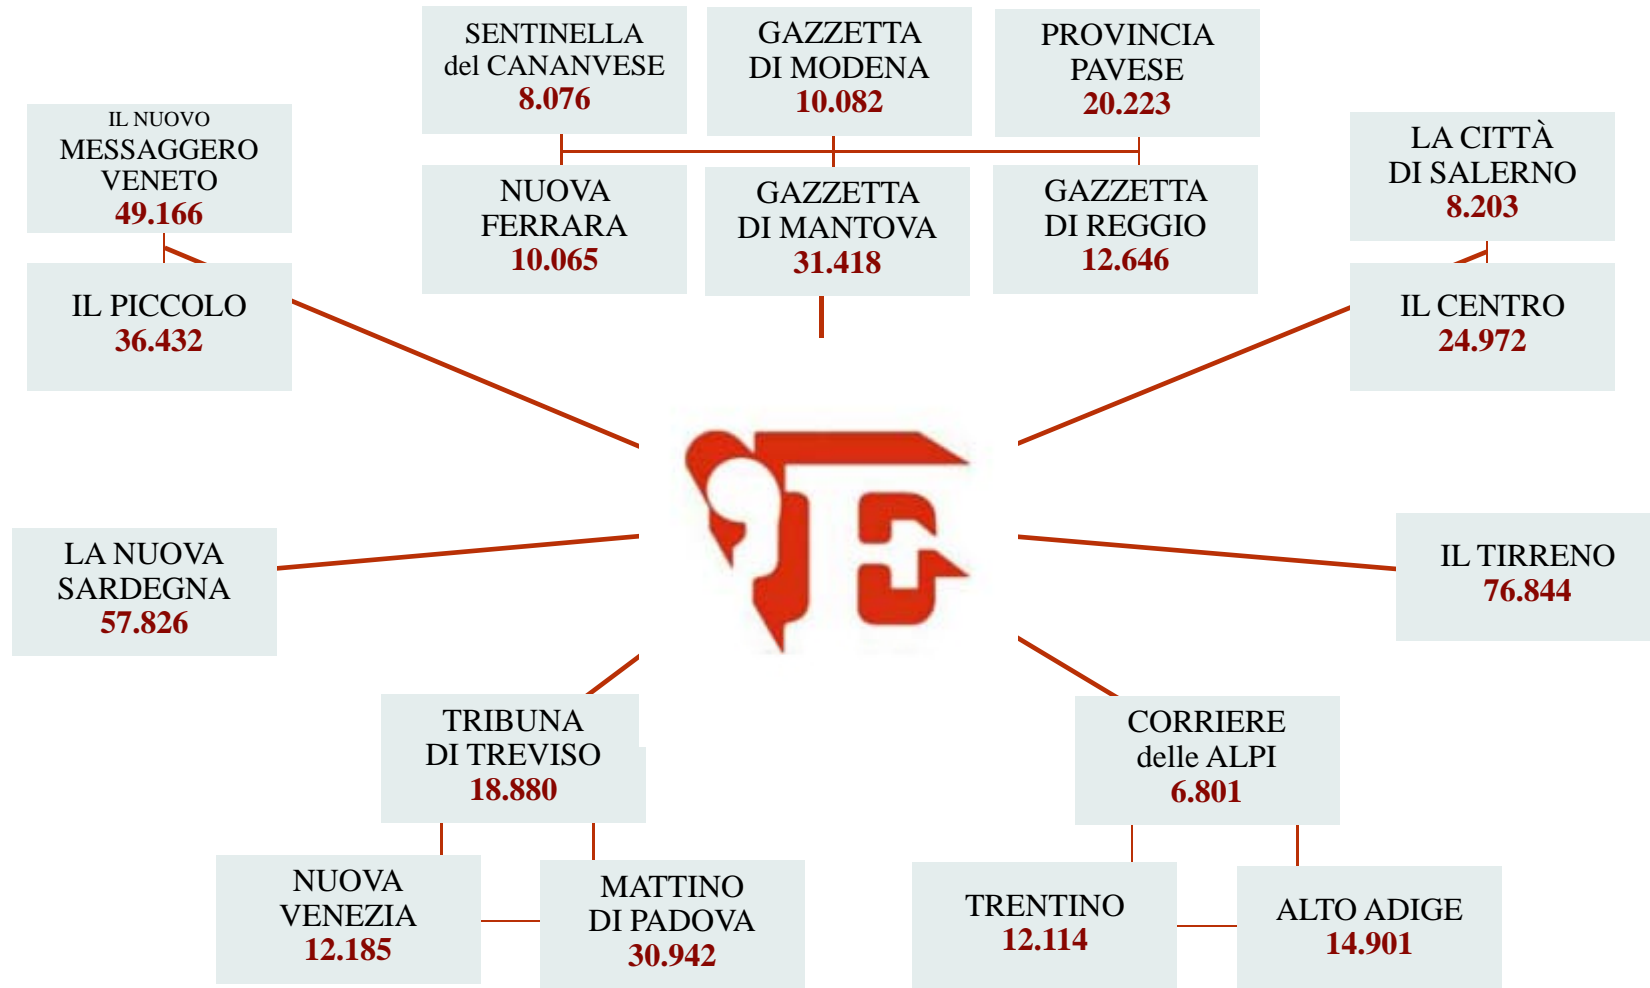 SENTINELLA
del CANANVESE
8.076
GAZZETTA
DI MODENA
10.082
PROVINCIA
PAVESE
20.223
IL NUOVO
MESSAGGERO
VENETO
49.166
LA CITTÀ
DI SALERNO
8.203
NUOVA
FERRARA
10.065
GAZZETTA
DI MANTOVA
31.418
GAZZETTA
DI REGGIO
12.646
IL PICCOLO
36.432
IL CENTRO
24.972
LA NUOVA
SARDEGNA
57.826
IL TIRRENO
76.844
TRIBUNA
DI TREVISO
18.880
CORRIERE
delle ALPI
6.801
NUOVA
VENEZIA
12.185
MATTINO
DI PADOVA
30.942
TRENTINO
12.114
ALTO ADIGE
14.901